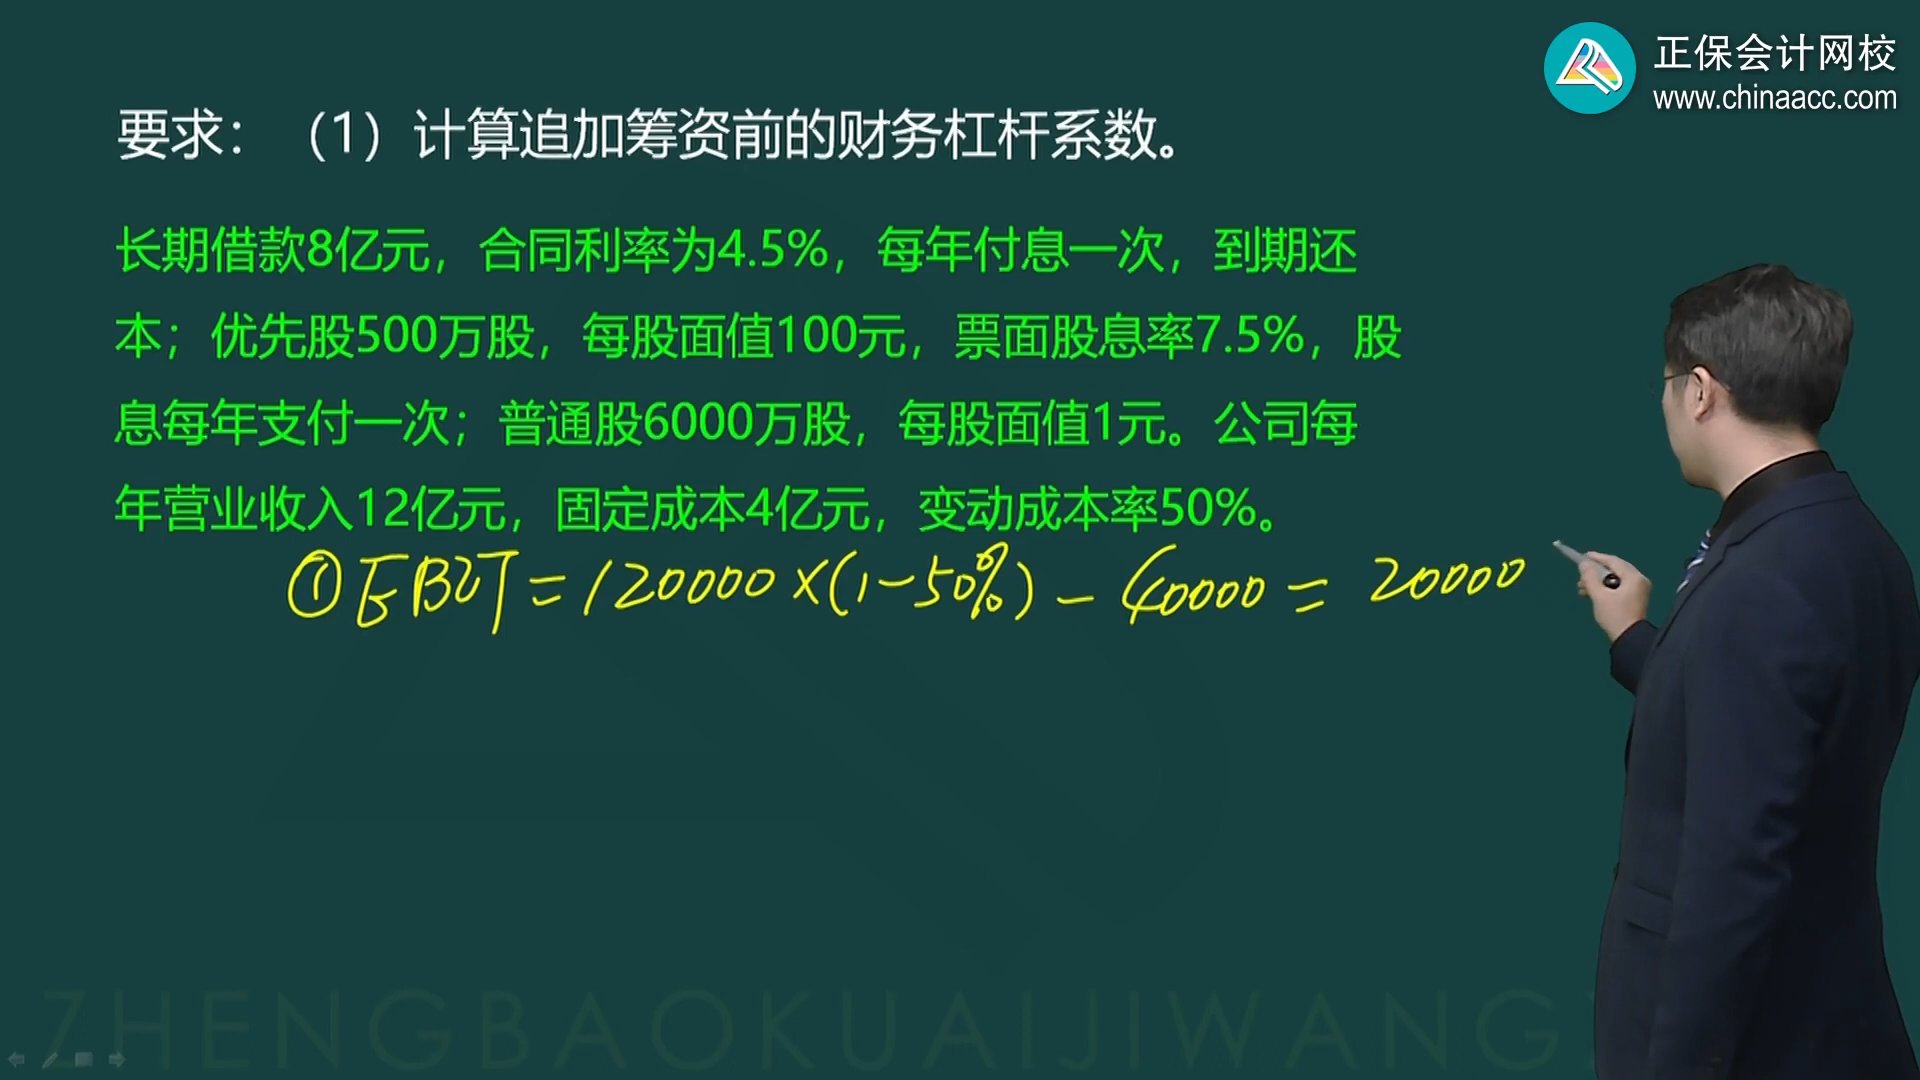 正保会计网校
www.chinaacc.com
要求：（1）计算追加筹资前的财务杠杆系数。
长期借款8亿元，合同利率为4.5%，每年付息一次，到期还
本；优先股500万股，每股面值100元，票面股息率7.5%，股
息每年支付一次；普通股6000万股，每股面值1元。公司每
年营业收入12亿元，固定成本4亿元，变动成本率50%。
①EBIT=120000×(1-50%)-40000=20000
ZHENGBAOKUAIJIWANG